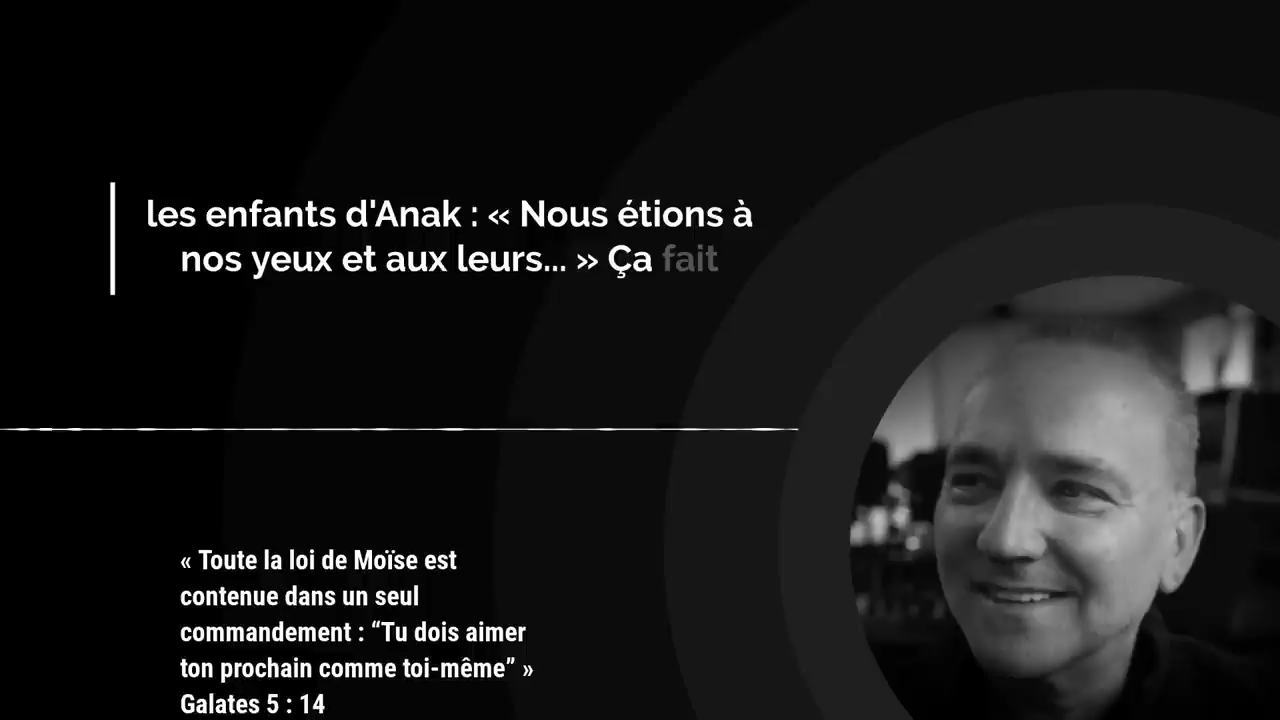 les enfants d'Anak : « Nous étions à
nos yeux et aux leurs... » Ça fait
« Toute la loi de Moïse est
contenue dans un seul
commandement : “Tu dois aimer
ton prochain comme toi-même” »
Galates 5 : 14